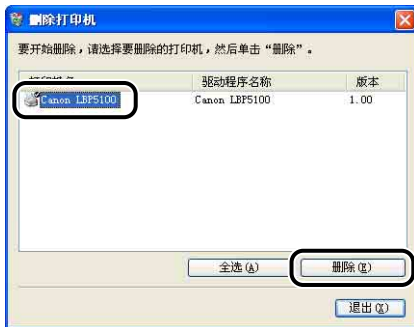 删除打印机
要开始删除，请选择要删除的打印机，然后单击“删除”。
驱动程序名称 版本
Canon LBP5100 Canon LBP5100 1.00
全选(A) 删除(E)
退出(X)